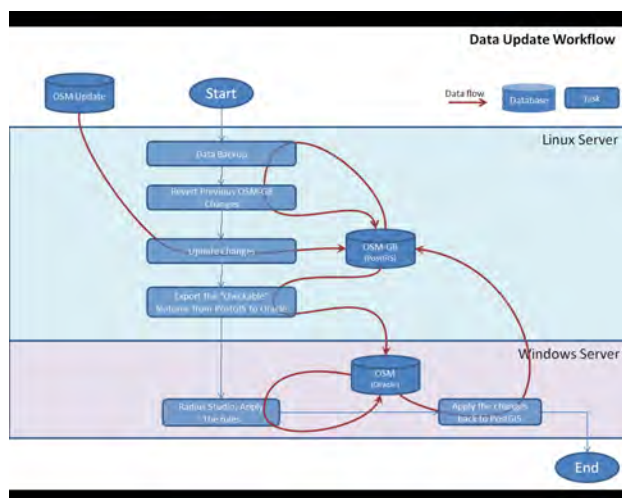 Data Update Workflow
OSM Update
Start
Data flow
Database
Task
Linux Server
Data Backup
Revert Previous OSM-GB
Changes
Update Changes
OSM-GB
(PostGIS)
Export the "checkable"
features from PostGIS to Oracle
Windows Server
OSM
(Oracle)
Radius Studio: Apply
The rules
Apply the changes
back to PostGIS
End